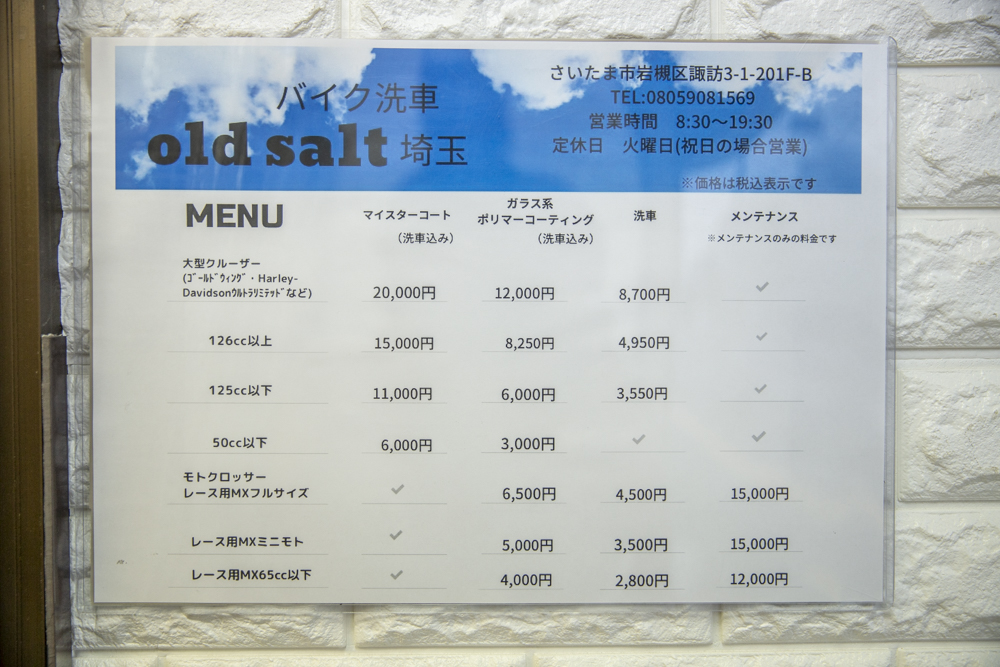 バイク洗車
old salt 埼玉
さいたま市岩槻区諏訪3-1-201F-B
TEL:08059081569
営業時間　8:30〜19:30
定休日　火曜日(祝日の場合営業)
※価格は税込表示です
MENU
マイスターコート
（洗車込み）
ガラス系
ポリマーコーティング
（洗車込み）
洗車
メンテナンス
※メンテナンスのみの料金です
大型クルーザー
(ｺﾞｰﾙﾄﾞｳｨﾝｸﾞ・Harley-
Davidsonｳﾙﾄﾗﾘﾐﾃｯﾄﾞなど) 20,000円 12,000円 8,700円 ✓
126cc以上 15,000円 8,250円 4,950円 ✓
125cc以下 11,000円 6,000円 3,550円 ✓
50cc以下 6,000円 3,000円 ✓ ✓
モトクロッサー
レース用MXフルサイズ ✓ 6,500円 4,500円 15,000円
レース用MXミニモト ✓ 5,000円 3,500円 15,000円
レース用MX65cc以下 ✓ 4,000円 2,800円 12,000円